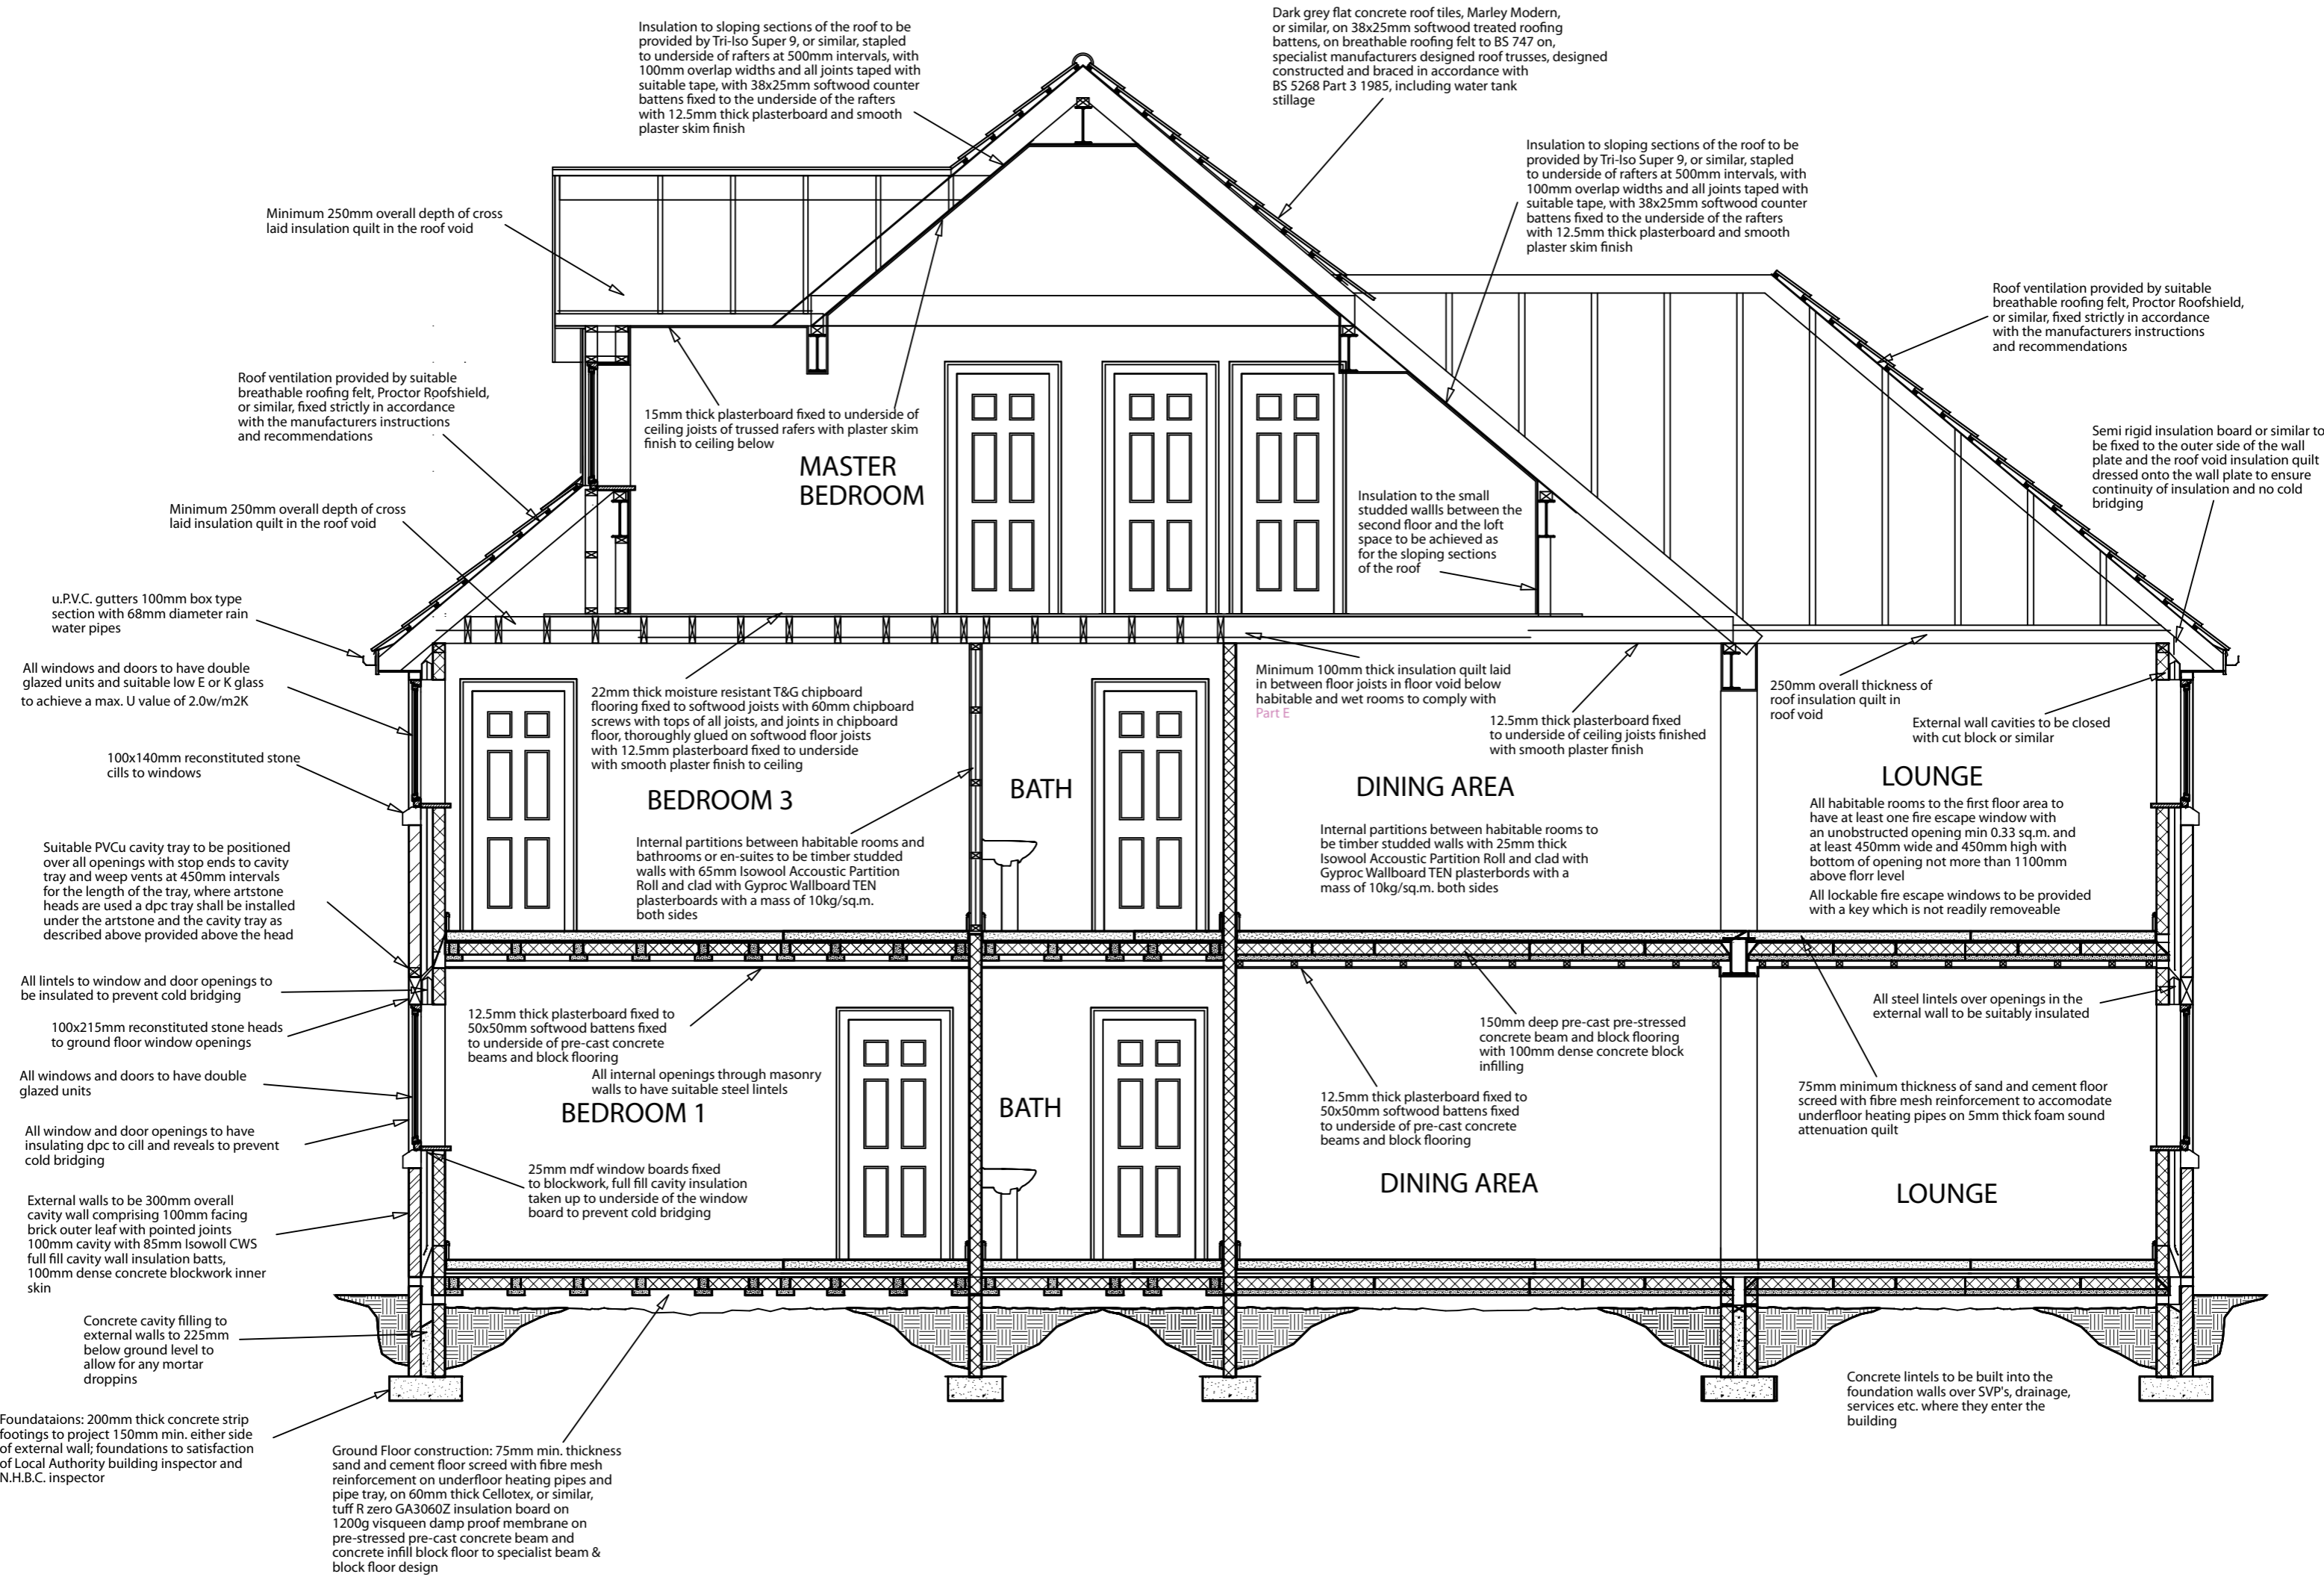 Insulation to sloping sections of the roof to be
provided by Tri-Iso Super 9, or similar, stapled
to underside of rafters at 500mm intervals, with
100mm overlap widths and all joints taped with
suitable tape, with 38x25mm softwood counter
battens fixed to the underside of the rafters
with 12.5mm thick plasterboard and smooth
plaster skim finish
Dark grey flat concrete roof tiles, Marley Modern,
or similar, on 38x25mm softwood treated roofing
battens, on breathable roofing felt to BS 747 on,
specialist manufacturers designed roof trusses, designed
constructed and braced in accordance with
BS 5268 Part 3 1985, including water tank
stillage
Insulation to sloping sections of the roof to be
provided by Tri-Iso Super 9, or similar, stapled
to underside of rafters at 500mm intervals, with
100mm overlap widths and all joints taped with
suitable tape, with 38x25mm softwood counter
battens fixed to the underside of the rafters
with 12.5mm thick plasterboard and smooth
plaster skim finish
Minimum 250mm overall depth of cross
laid insulation quilt in the roof void
Roof ventilation provided by suitable
breathable roofing felt, Proctor Roofshield,
or similar, fixed strictly in accordance
with the manufacturers instructions
and recommendations
Roof ventilation provided by suitable
breathable roofing felt, Proctor Roofshield,
or similar, fixed strictly in accordance
with the manufacturers instructions
and recommendations
15mm thick plasterboard fixed to underside of
ceiling joists of trussed rafers with plaster skim
finish to ceiling below
MASTER
BEDROOM
Semi rigid insulation board or similar to
be fixed to the outer side of the wall
plate and the roof void insulation quilt
dressed onto the wall plate to ensure
continuity of insulation and no cold
bridging
Minimum 250mm overall depth of cross
laid insulation quilt in the roof void
Insulation to the small
studded wallls between the
second floor and the loft
space to be achieved as
for the sloping sections
of the roof
u.P.V.C. gutters 100mm box type
section with 68mm diameter rain
water pipes
All windows and doors to have double
glazed units and suitable low E or K glass
to achieve a max. U value of 2.0w/m2K
22mm thick moisture resistant T&G chipboard
flooring fixed to softwood joists with 60mm chipboard
screws with tops of all joists, and joints in chipboard
floor, thoroughly glued on softwood floor joists
with 12.5mm plasterboard fixed to underside
with smooth plaster finish to ceiling
Minimum 100mm thick insulation quilt laid
in between floor joists in floor void below
habitable and wet rooms to comply with
Part E
12.5mm thick plasterboard fixed
to underside of ceiling joists finished
with smooth plaster finish
250mm overall thickness of
roof insulation quilt in
roof void
External wall cavities to be closed
with cut block or similar
100x140mm reconstituted stone
cills to windows
BEDROOM 3
BATH
DINING AREA
LOUNGE
Suitable PVCu cavity tray to be positioned
over all openings with stop ends to cavity
tray and weep vents at 450mm intervals
for the length of the tray, where artstone
heads are used a dpc tray shall be installed
under the artstone and the cavity tray as
described above provided above the head
Internal partitions between habitable rooms and
bathrooms or en-suites to be timber studded
walls with 65mm Isowool Accoustic Partition
Roll and clad with Gyproc Wallboard TEN
plasterboards with a mass of 10kg/sq.m.
both sides
Internal partitions between habitable rooms to
be timber studded walls with 25mm thick
Isowool Accoustic Partition Roll and clad with
Gyproc Wallboard TEN plasterbords with a
mass of 10kg/sq.m. both sides
All habitable rooms to the first floor area to
have at least one fire escape window with
an unobstructed opening min 0.33 sq.m. and
at least 450mm wide and 450mm high with
bottom of opening not more than 1100mm
above florr level
All lockable fire escape windows to be provided
with a key which is not readily removeable
All lintels to window and door openings to
be insulated to prevent cold bridging
100x215mm reconstituted stone heads
to ground floor window openings
12.5mm thick plasterboard fixed to
50x50mm softwood battens fixed
to underside of pre-cast concrete
beams and block flooring
All internal openings through masonry
walls to have suitable steel lintels
150mm deep pre-cast pre-stressed
concrete beam and block flooring
with 100mm dense concrete block
infilling
All steel lintels over openings in the
external wall to be suitably insulated
All windows and doors to have double
glazed units
12.5mm thick plasterboard fixed to
50x50mm softwood battens fixed
to underside of pre-cast concrete
beams and block flooring
75mm minimum thickness of sand and cement floor
screed with fibre mesh reinforcement to accomodate
underfloor heating pipes on 5mm thick foam sound
attenuation quilt
BEDROOM 1
BATH
DINING AREA
LOUNGE
All window and door openings to have
insulating dpc to cill and reveals to prevent
cold bridging
25mm mdf window boards fixed
to blockwork, full fill cavity insulation
taken up to underside of the window
board to prevent cold bridging
External walls to be 300mm overall
cavity wall comprising 100mm facing
brick outer leaf with pointed joints
100mm cavity with 85mm Isowoll CWS
full fill cavity wall insulation batts,
100mm dense concrete blockwork inner
skin
Concrete cavity filling to
external walls to 225mm
below ground level to
allow for any mortar
droppins
Concrete lintels to be built into the
foundation walls over SVP's, drainage,
services etc. where they enter the
building
Foundataions: 200mm thick concrete strip
footings to project 150mm min. either side
of external wall; foundations to satisfaction
of Local Authority building inspector and
N.H.B.C. inspector
Ground Floor construction: 75mm min. thickness
sand and cement floor screed with fibre mesh
reinforcement on underfloor heating pipes and
pipe tray, on 60mm thick Cellotex, or similar,
tuff R zero GA3060Z insulation board on
1200g visqueen damp proof membrane on
pre-stressed pre-cast concrete beam and
concrete infill block floor to specialist beam &
block floor design